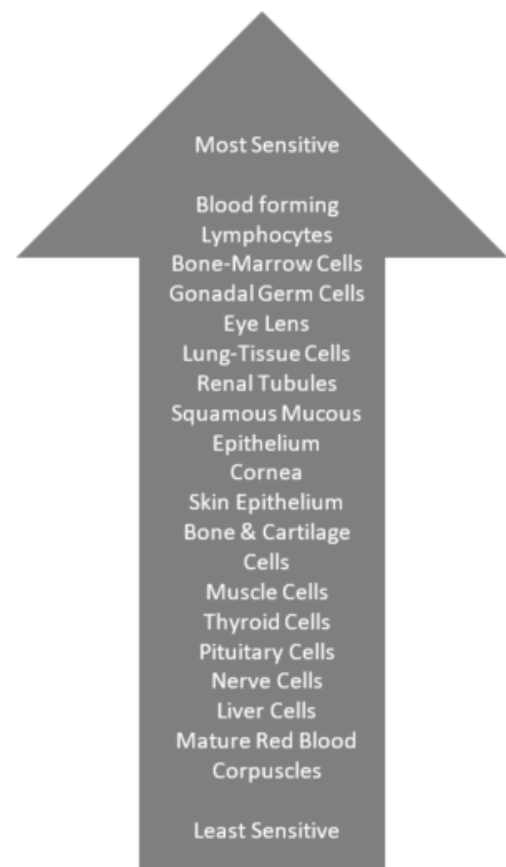 Most Sensitive
Blood forming
Lymphocytes
Bone-Marrow Cells
Gonadal Germ Cells
Eye Lens
Lung-Tissue Cells
Renal Tubules
Squamous Mucous
Epithelium
Cornea
Skin Epithelium
Bone & Cartilage
Cells
Muscle Cells
Thyroid Cells
Pituitary Cells
Nerve Cells
Liver Cells
Mature Red Blood
Corpuscles
Least Sensitive